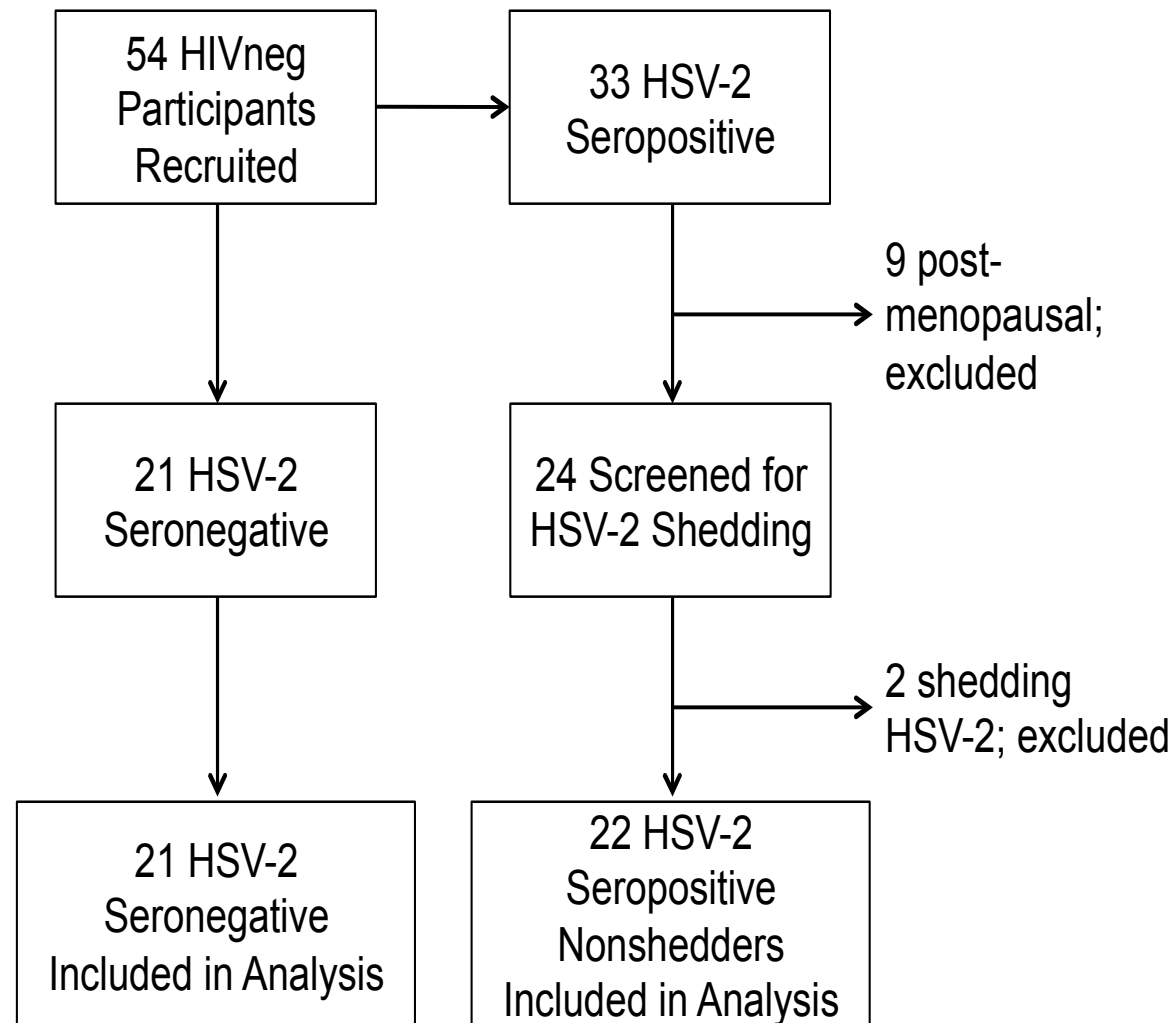 54 HIVneg
Participants
Recruited
33 HSV-2
Seropositive
9 post-
menopausal;
excluded
21 HSV-2
Seronegative
24 Screened for
HSV-2 Shedding
2 shedding
HSV-2; excluded
21 HSV-2
Seronegative
Included in Analysis
22 HSV-2
Seropositive
Nonshedders
Included in Analysis